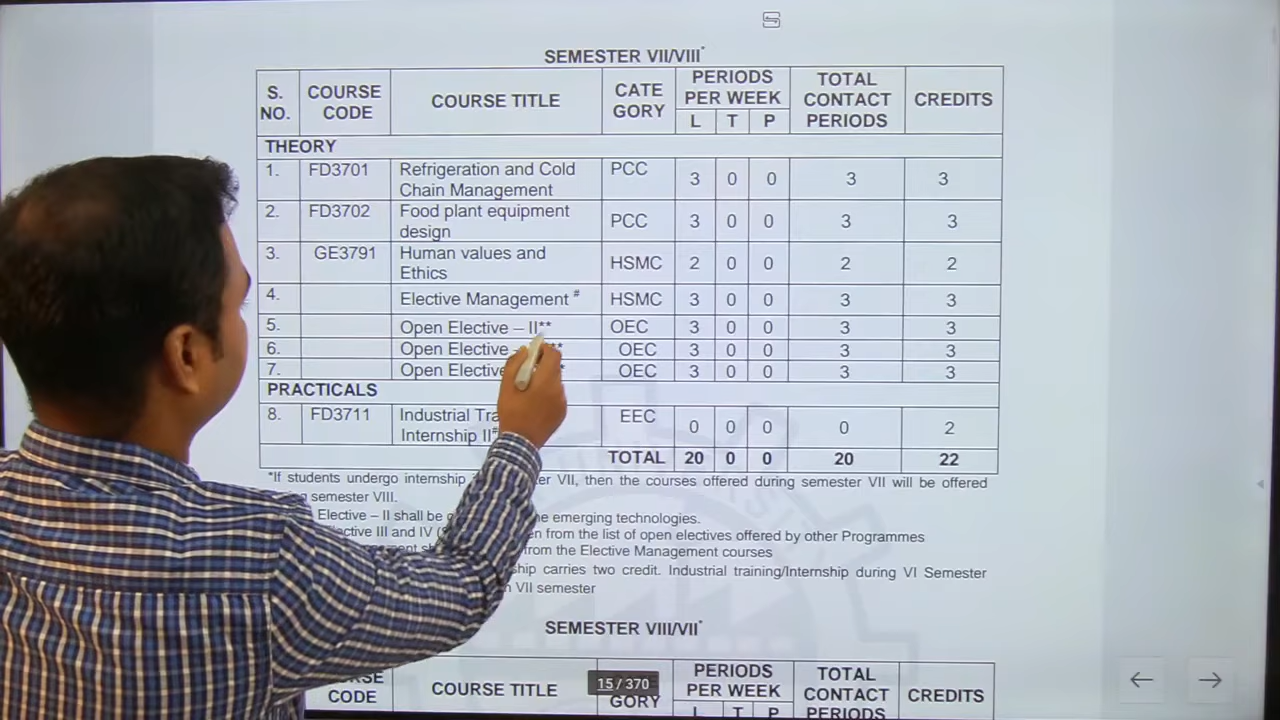 SEMESTER VII/VIII*
S. NO. COURSE CODE COURSE TITLE CATE GORY PERIODS PER WEEK TOTAL CONTACT PERIODS CREDITS
L T P
THEORY
1. FD3701 Refrigeration and Cold Chain Management PCC 3 0 0 3 3
2. FD3702 Food plant equipment design PCC 3 0 0 3 3
3. GE3791 Human values and Ethics HSMC 2 0 0 2 2
4. Elective Management # HSMC 3 0 0 3 3
5. Open Elective – II** OEC 3 0 0 3 3
6. Open Elective – OEC 3 0 0 3 3
7. Open Elective OEC 3 0 0 3 3
PRACTICALS
8. FD3711 Industrial Internship II# EEC 0 0 0 0 2
TOTAL 20 0 0 20 22
*If students undergo internship VII, then the courses offered during semester VII will be offered
semester VIII.
Elective – II shall be emerging technologies.
Elective III and IV from the list of open electives offered by other Programmes
from the Elective Management courses
carries two credit. Industrial training/Internship during VI Semester
VII semester
SEMESTER VIII/VII*
CODE COURSE TITLE GORY PERIODS PER WEEK TOTAL CONTACT PERIODS CREDITS
L T P
15 / 370